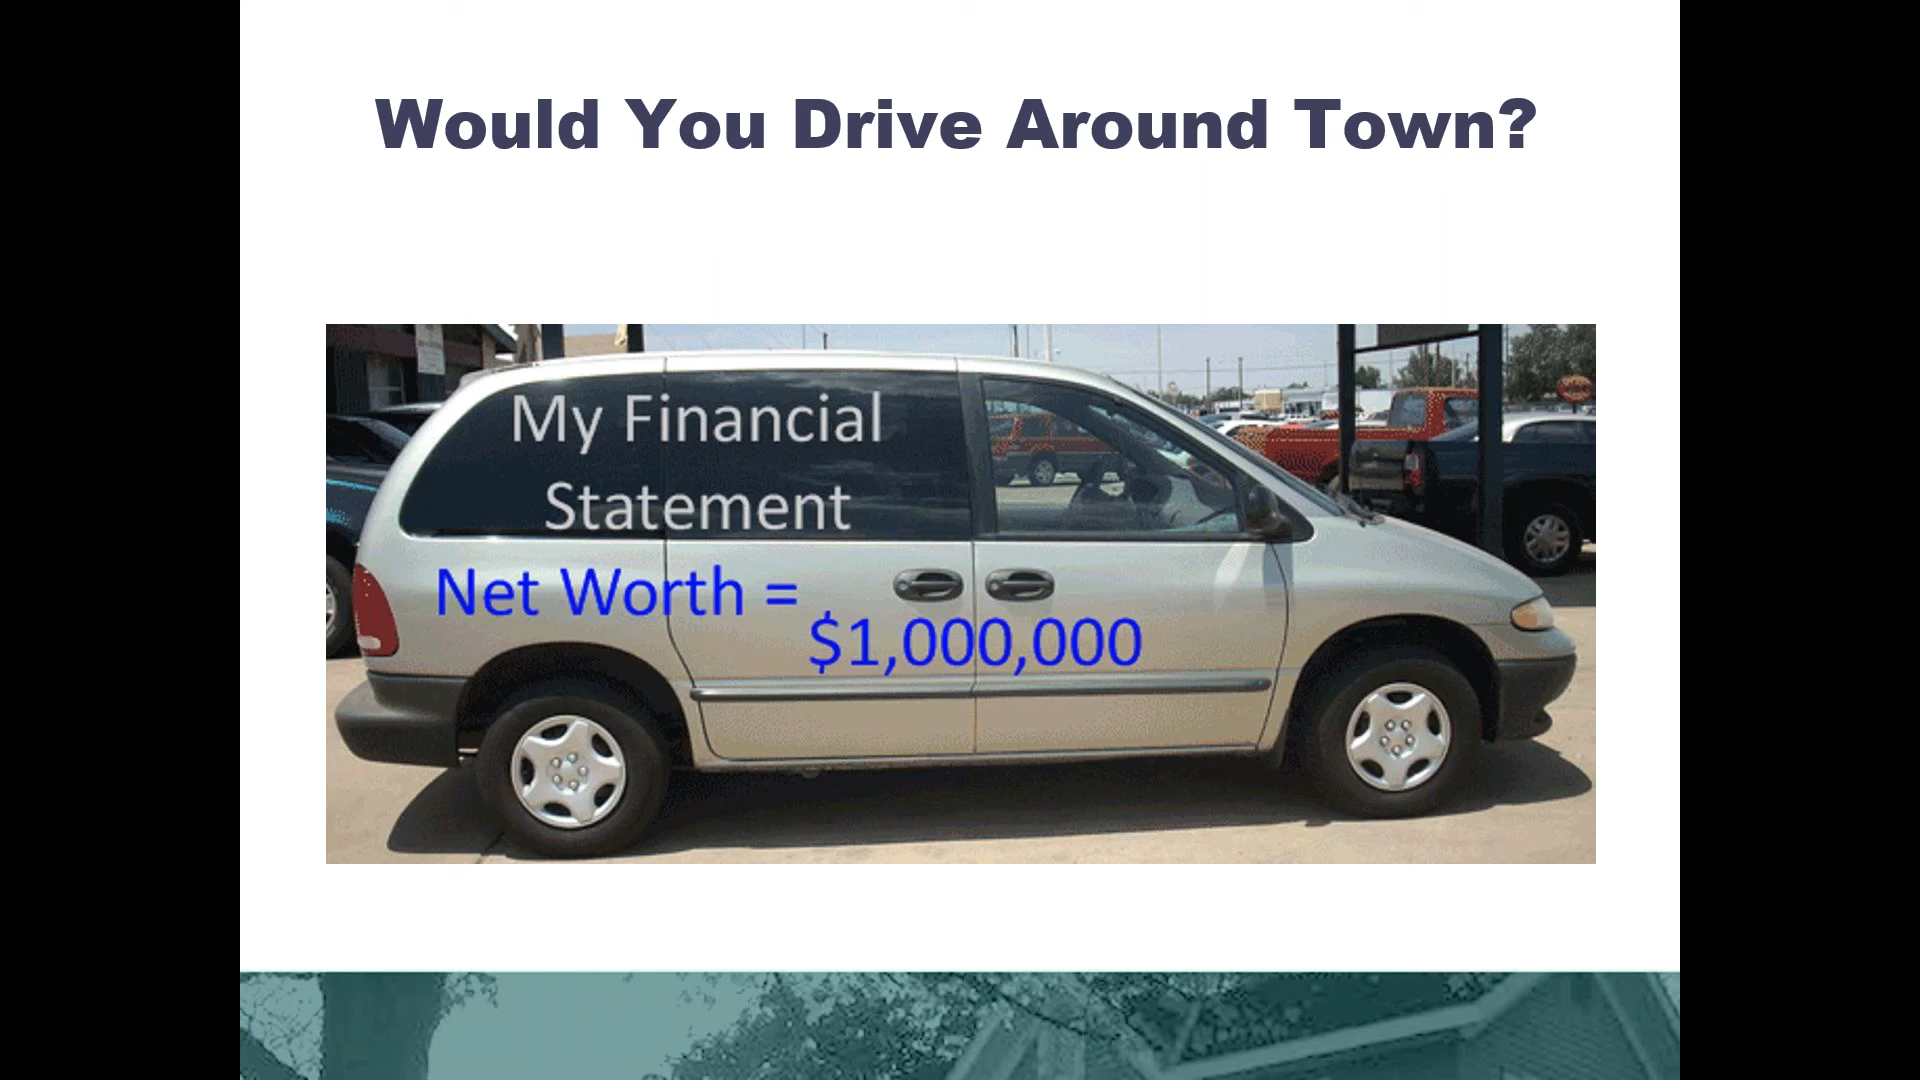 Would You Drive Around Town?
My Financial
Statement
Net Worth =
$1,000,000